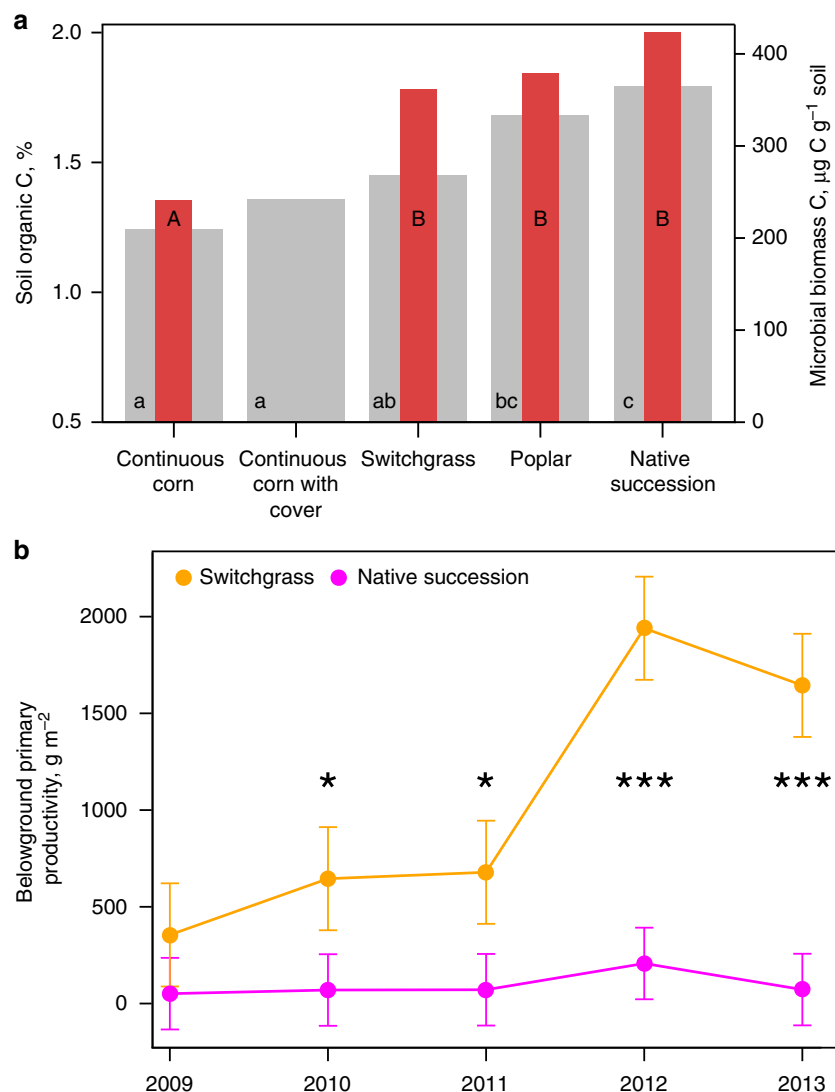 a
2.0
1.5
1.0
0.5
Soil organic C, %
400
300
200
100
0
Microbial biomass C, µg C g⁻¹ soil
A
B
B
B
a
a
ab
bc
c
Continuous
corn
Continuous
corn with
cover
Switchgrass
Poplar
Native
succession
b
Switchgrass
Native succession
2000
1500
1000
500
0
Belowground primary
productivity, g m⁻²
*
*
***
***
2009
2010
2011
2012
2013